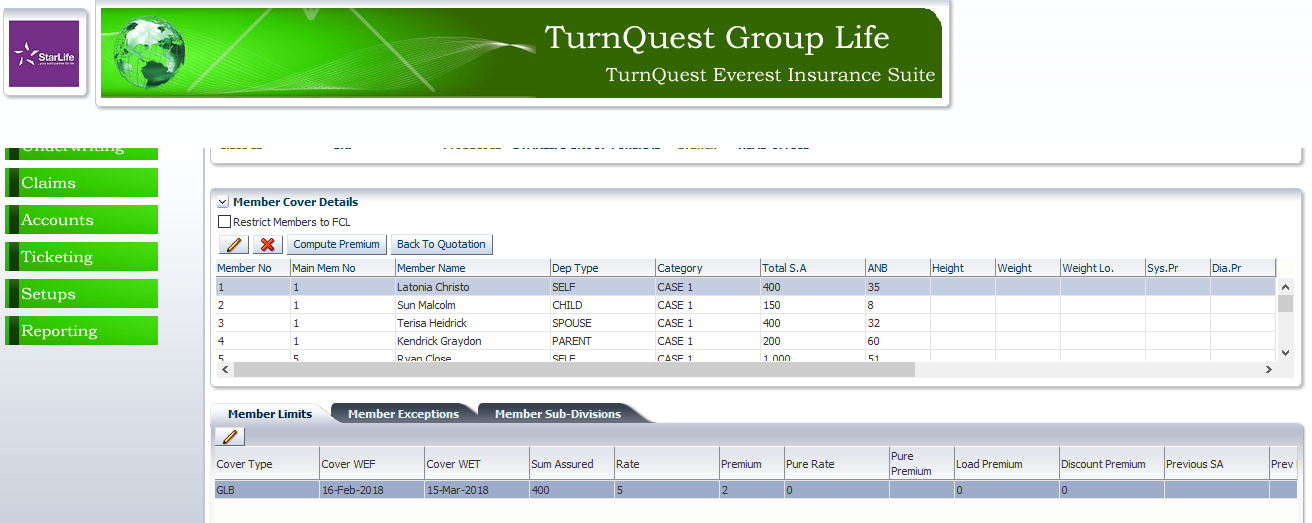 StarLife
TurnQuest Group Life
TurnQuest Everest Insurance Suite
Underwriting
Claims
Accounts
Ticketing
Setups
Reporting
Member Cover Details
Restrict Members to FCL
Compute Premium Back To Quotation
Member No Main Mem No Member Name Dep Type Category Total S.A ANB Height Weight Weight Lo. Sys.Pr Dia.Pr
1 1 Latonia Christo SELF CASE 1 400 35
2 1 Sun Malcolm CHILD CASE 1 150 8
3 1 Terisa Heidrick SPOUSE CASE 1 400 32
4 1 Kendrick Graydon PARENT CASE 1 200 60
5 5 Ryan Close SELF CASE 1 1,000 51
Member Limits Member Exceptions Member Sub-Divisions
Cover Type Cover WEF Cover WET Sum Assured Rate Premium Pure Rate Pure Premium Load Premium Discount Premium Previous SA Prev
GLB 16-Feb-2018 15-Mar-2018 400 5 2 0 0 0